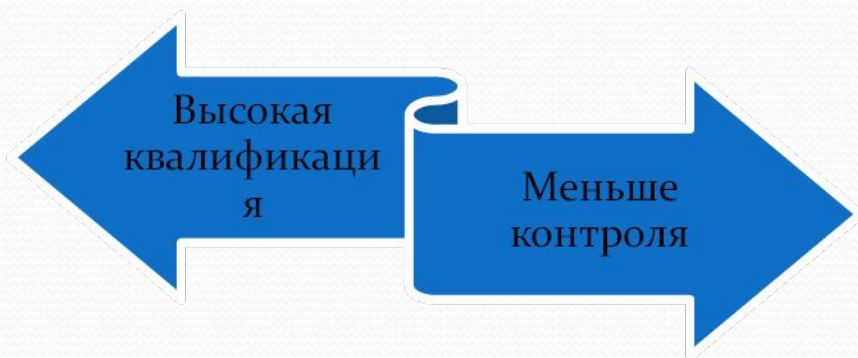 Высокая
квалификаци
я
Меньше
контроля